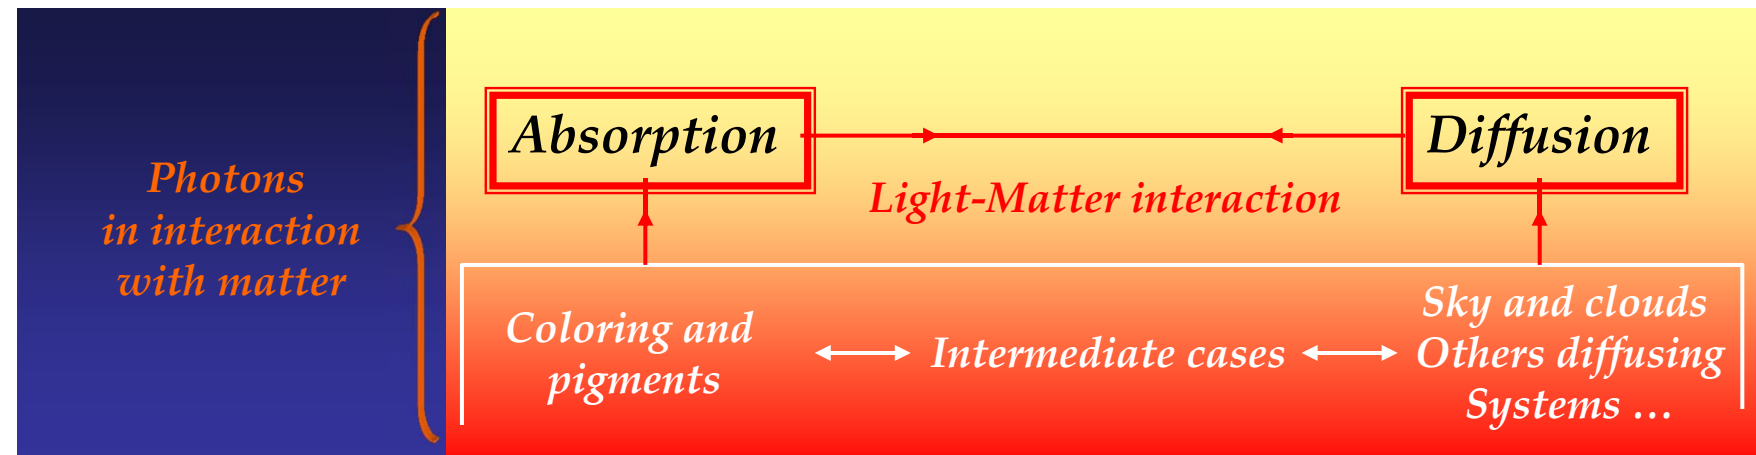 Photons
in interaction
with matter
Absorption
Diffusion
Light-Matter interaction
Coloring and
pigments
Intermediate cases
Sky and clouds
Others diffusing
Systems …